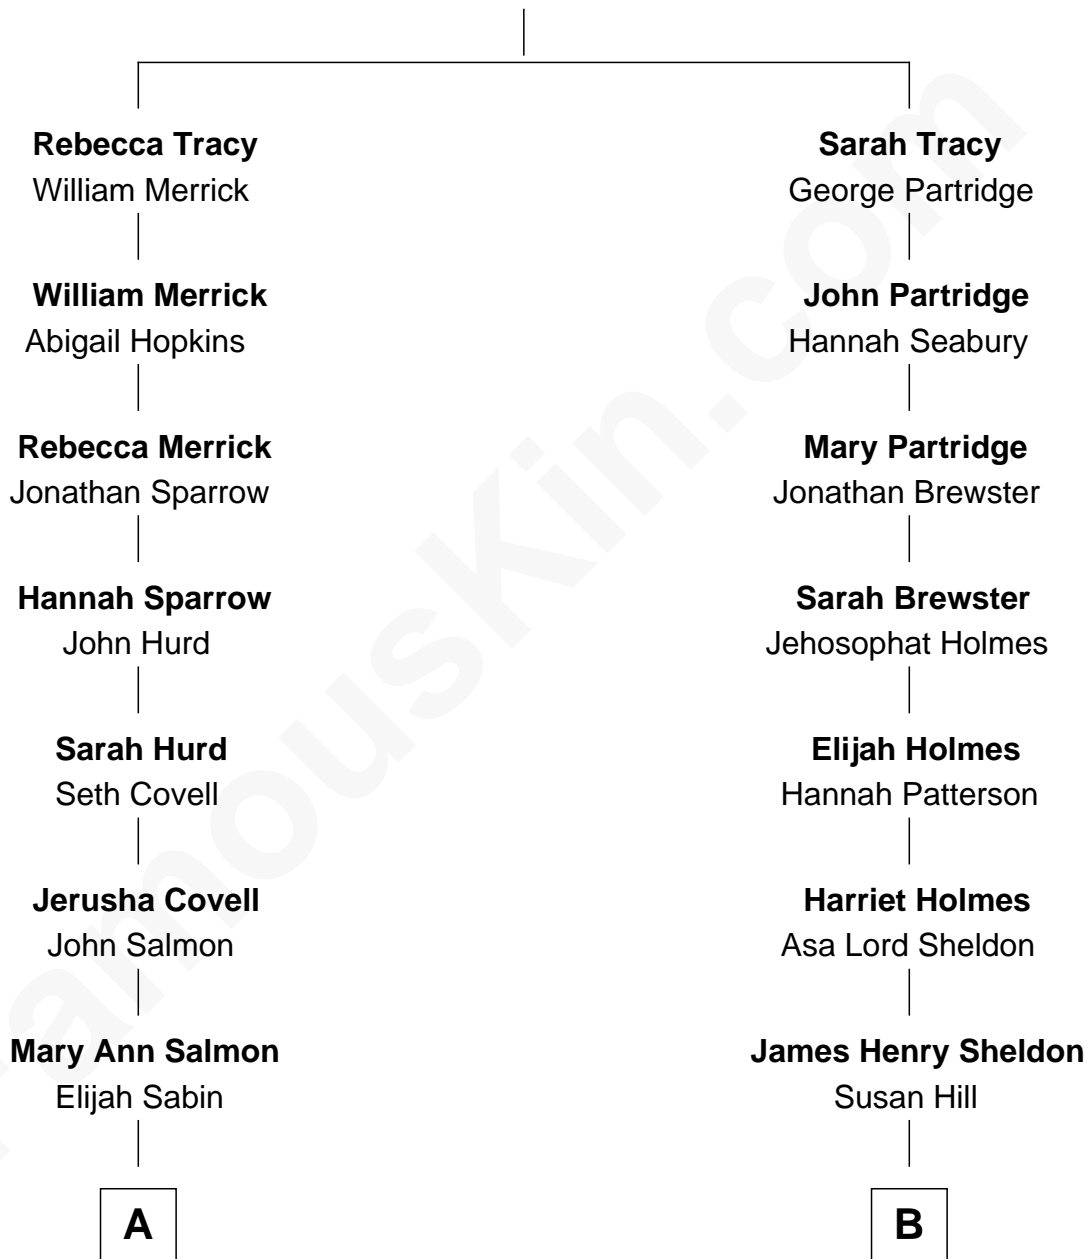 Rebecca Tracy
William Merrick
William Merrick
Abigail Hopkins
Rebecca Merrick
Jonathan Sparrow
Hannah Sparrow
John Hurd
Sarah Hurd
Seth Covell
Jerusha Covell
John Salmon
Mary Ann Salmon
Elijah Sabin
A
Sarah Tracy
George Partridge
John Partridge
Hannah Seabury
Mary Partridge
Jonathan Brewster
Sarah Brewster
Jehosophat Holmes
Elijah Holmes
Hannah Patterson
Harriet Holmes
Asa Lord Sheldon
James Henry Sheldon
Susan Hill
B
FamousKin.com